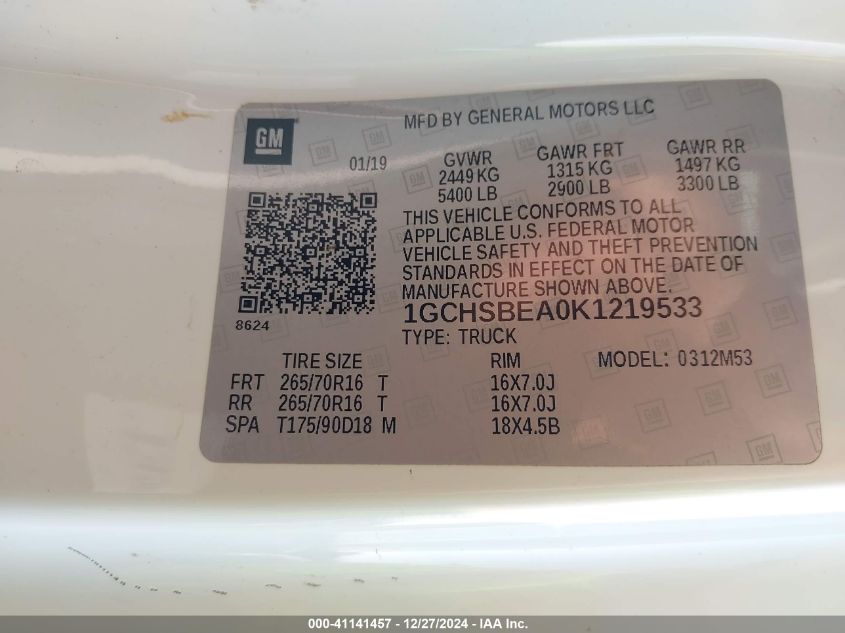 GM
MFD BY GENERAL MOTORS LLC
01/19
GVWR GAWR FRT GAWR RR
2449 KG 1315 KG 1497 KG
5400 LB 2900 LB 3300 LB
THIS VEHICLE CONFORMS TO ALL
APPLICABLE U.S. FEDERAL MOTOR
VEHICLE SAFETY AND THEFT PREVENTION
STANDARDS IN EFFECT ON THE DATE OF
MANUFACTURE SHOWN ABOVE.
1GCHSBEA0K1219533
8624
TYPE: TRUCK
TIRE SIZE RIM MODEL: 0312M53
FRT 265/70R16 T 16X7.0J
RR 265/70R16 T 16X7.0J
SPA T175/90D18 M 18X4.5B
000-41141457 - 12/27/2024 - IAA Inc.